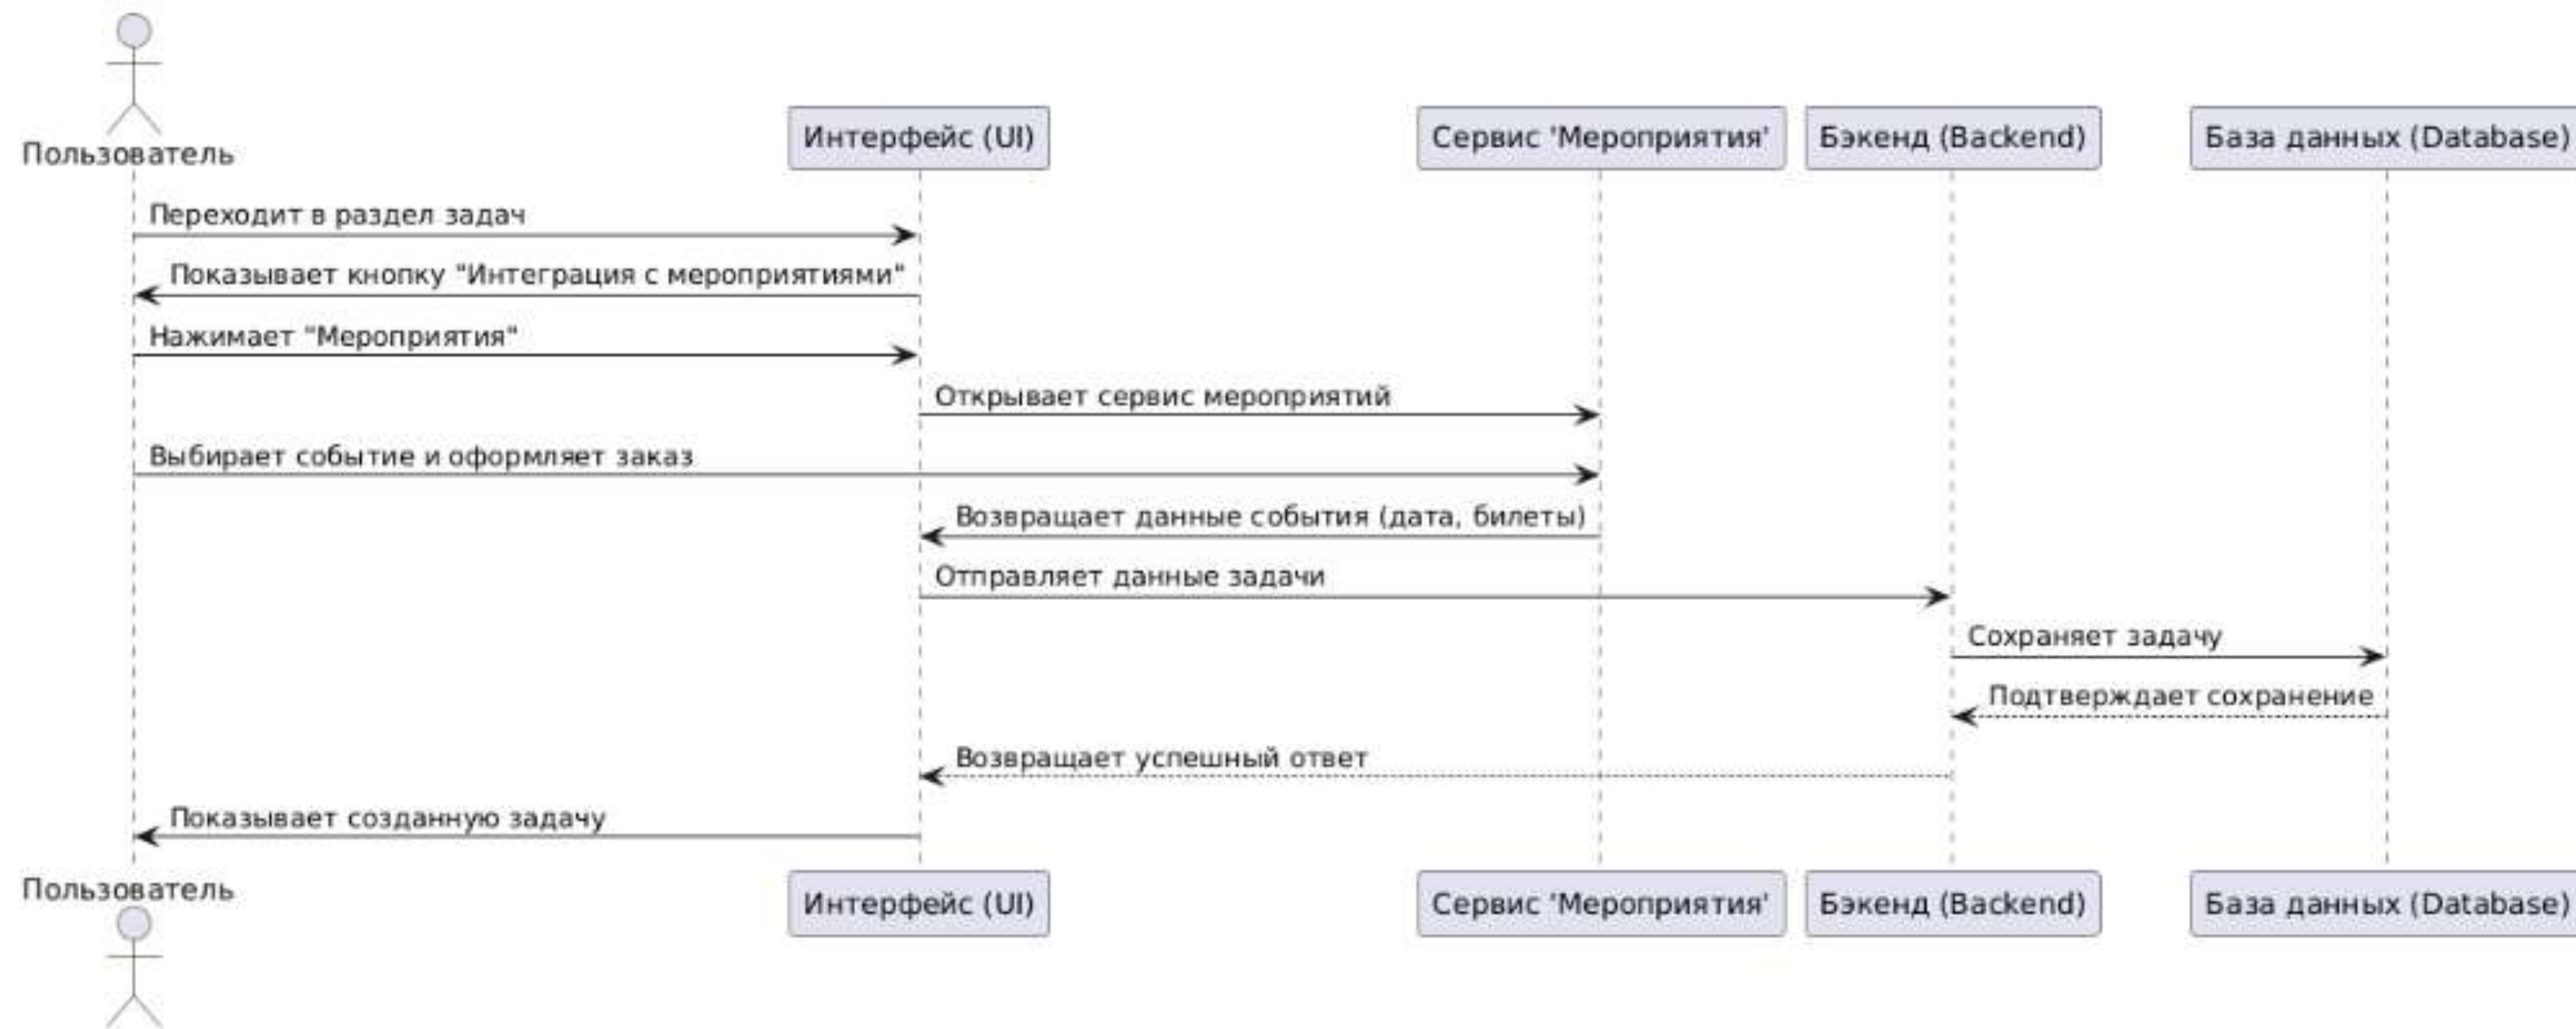 Пользователь
Интерфейс (UI)
Сервис 'Мероприятия'
Бэкенд (Backend)
База данных (Database)
Переходит в раздел задач
Показывает кнопку "Интеграция с мероприятиями"
Нажимает "Мероприятия"
Открывает сервис мероприятий
Выбирает событие и оформляет заказ
Возвращает данные события (дата, билеты)
Отправляет данные задачи
Сохраняет задачу
Подтверждает сохранение
Возвращает успешный ответ
Показывает созданную задачу
Пользователь
Интерфейс (UI)
Сервис 'Мероприятия'
Бэкенд (Backend)
База данных (Database)